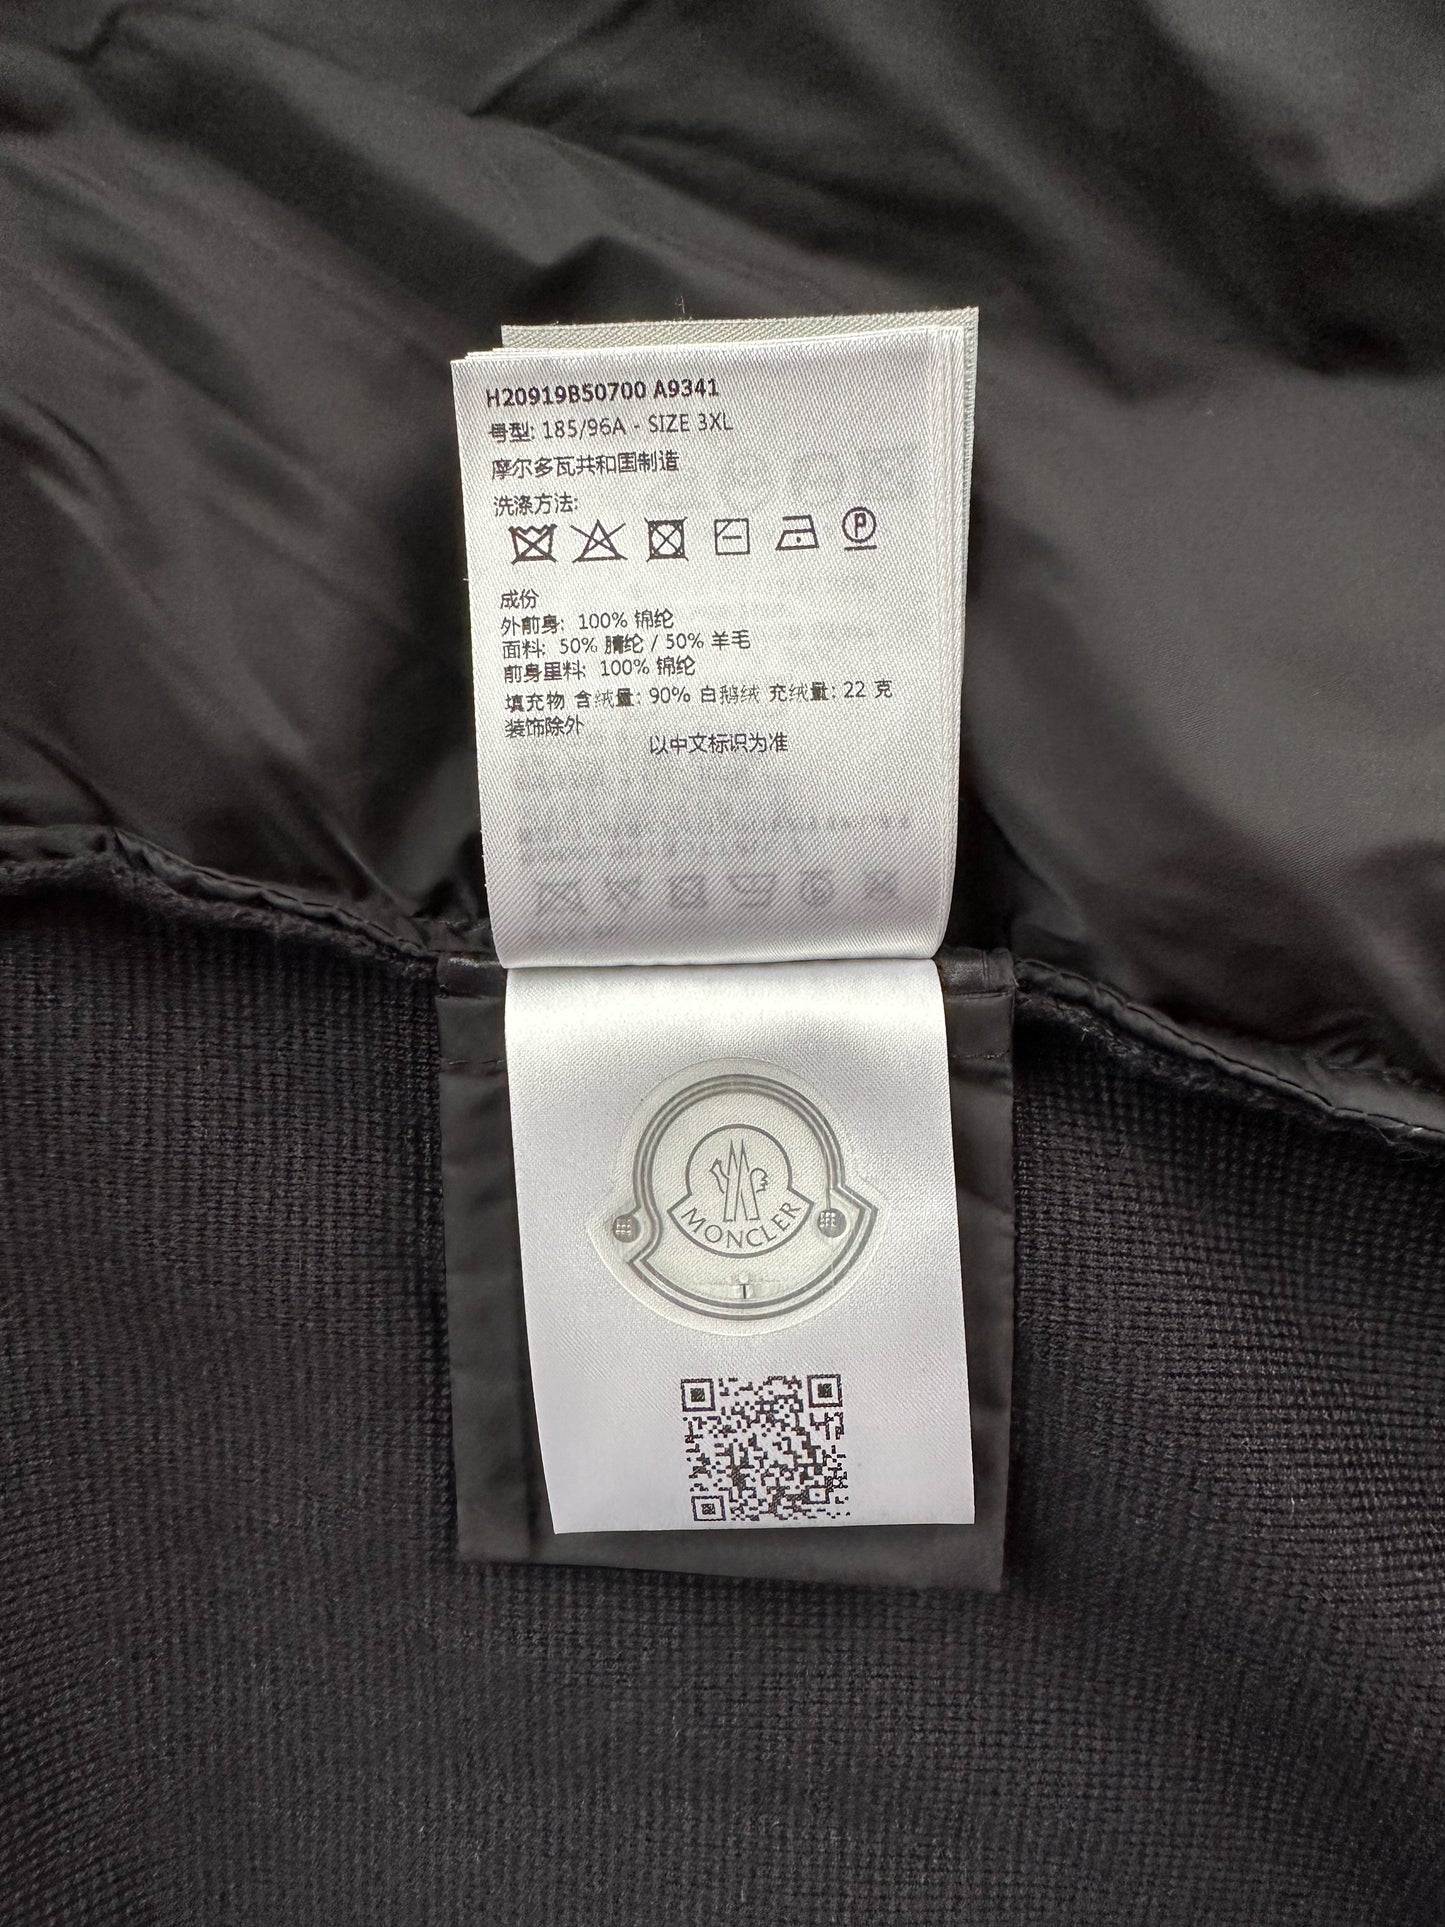 H20919B50700 A9341
号型: 185/96A - SIZE 3XL
摩尔多瓦共和国制造
洗涤方法:
P
成份
外前身: 100% 锦纶
面料: 50% 腈纶 / 50% 羊毛
前身里料: 100% 锦纶
填充物 含绒量: 90% 白鹅绒 充绒量: 22 克
装饰除外
以中文标识为准
MONCLER